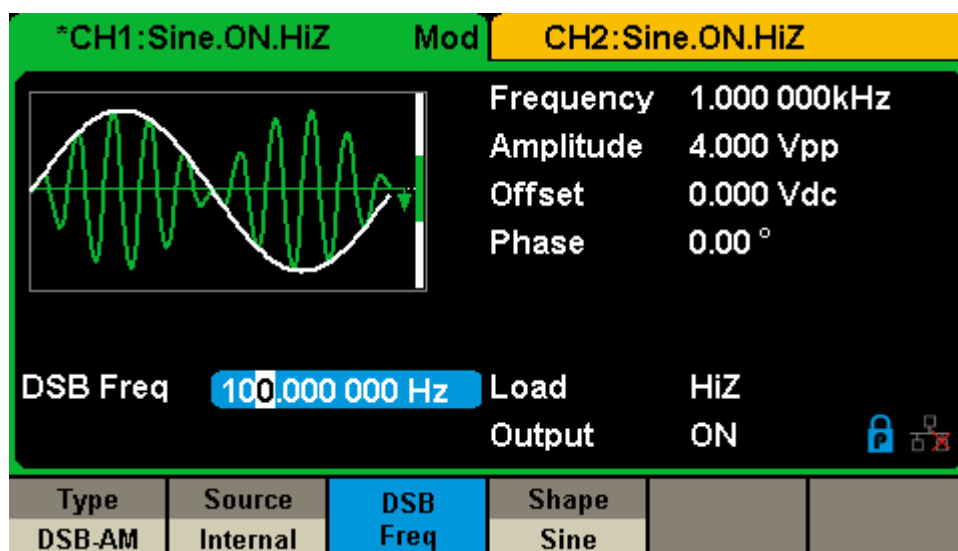 *CH1:Sine.ON.HiZ Mod CH2:Sine.ON.HiZ
Frequency 1.000 000kHz
Amplitude 4.000 Vpp
Offset 0.000 Vdc
Phase 0.00 °
DSB Freq 100.000 000 Hz Load HiZ
Output ON P
Type Source DSB Freq Shape
DSB-AM Internal Sine